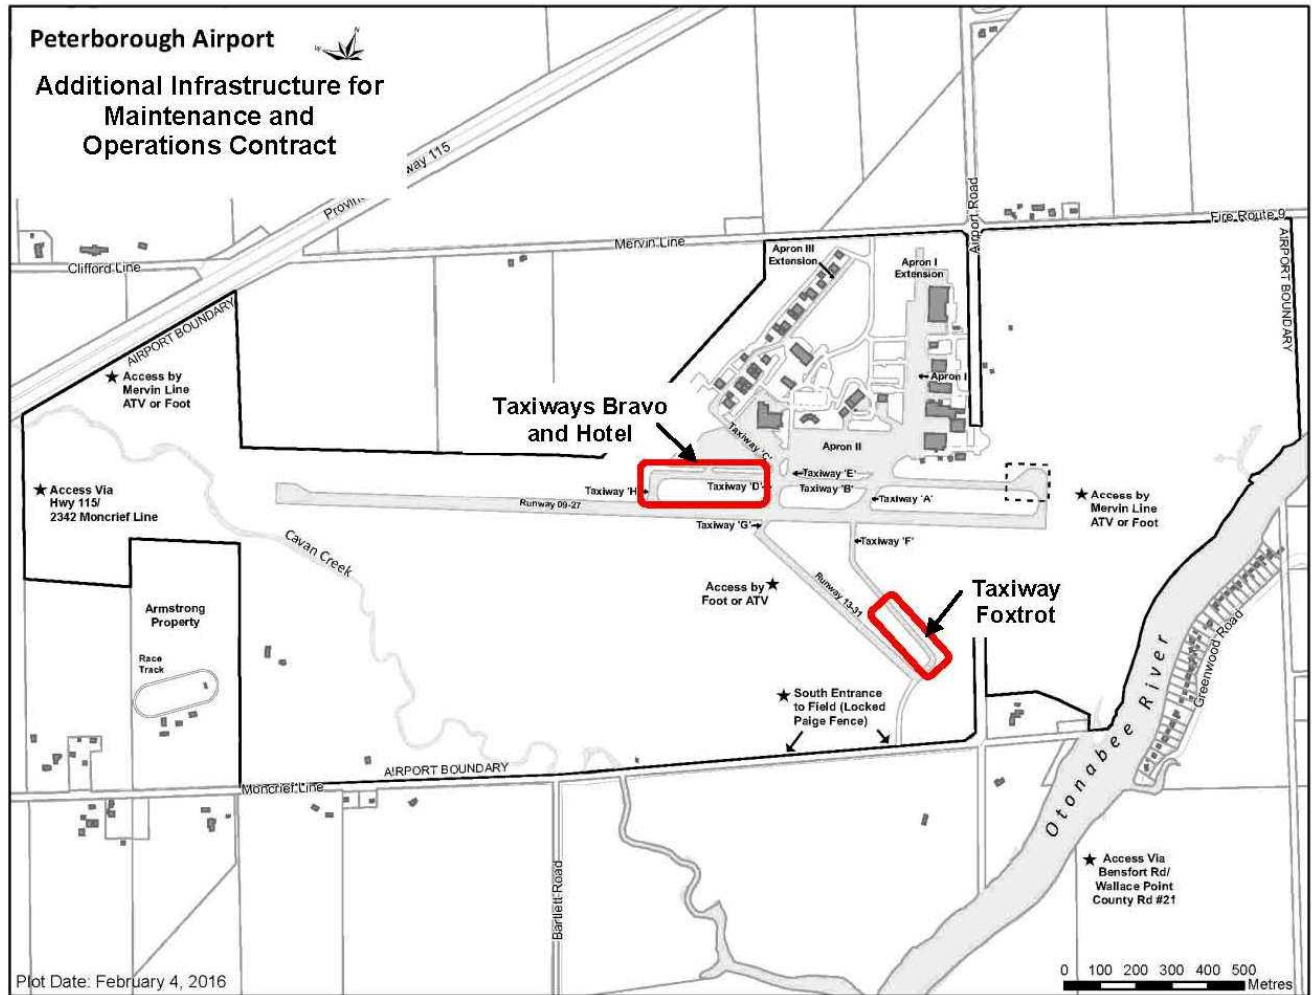 Peterborough Airport
N
W
Additional Infrastructure for
Maintenance and
Operations Contract
way 115
Provin
Clifford Line
Mervin Line
Airport Road
Fire Route 9
AIRPORT BOUNDARY
AIRPORT BOUNDARY
Apron III
Extension
Apron I
Extension
Apron I
Access by
Mervin Line
ATV or Foot
Taxiways Bravo
and Hotel
Taxiway 'C'
Apron II
Taxiway 'E'
Taxiway 'H
Taxiway 'D'
Taxiway 'B'
Taxiway 'A'
Access Via
Hwy 115/
2342 Moncrief Line
Runway 09-27
Access by
Mervin Line
ATV or Foot
Taxiway 'G'
Taxiway 'F'
Cavan Creek
Access by
Foot or ATV
Runway 13-31
Taxiway
Foxtrot
Armstrong
Property
Race
Track
South Entrance
to Field (Locked
Paige Fence)
Otonabee River
Greenwood Road
AIRPORT BOUNDARY
Moncrief Line
Bartlett Road
Access Via
Bensfort Rd/
Wallace Point
County Rd #21
Plot Date: February 4, 2016
0 100 200 300 400 500
Metres